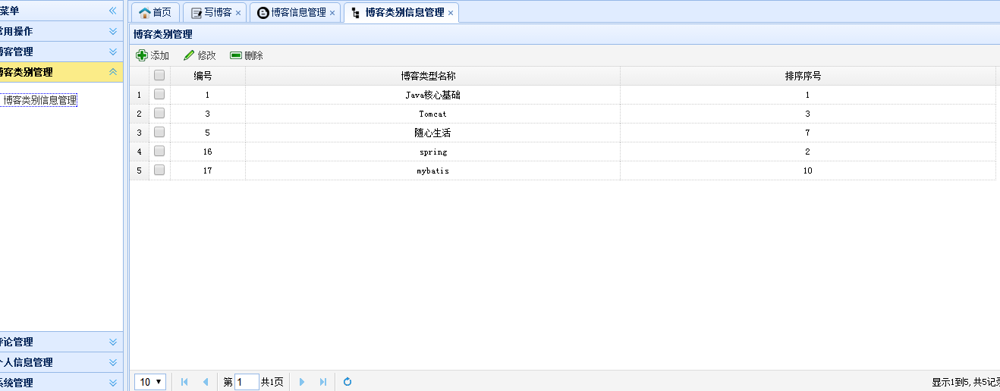 菜单
首页 写博客 博客信息管理 博客类别信息管理
常用操作
博客管理
博客类别管理
博客类别信息管理
评论管理
个人信息管理
系统管理
博客类别管理
添加 修改 删除
编号 博客类型名称 排序序号
1 1 Java核心基础 1
2 3 Tomcat 3
3 5 随心生活 7
4 16 spring 2
5 17 mybatis 10
10 第 1 共1页 显示1到5,共5记录